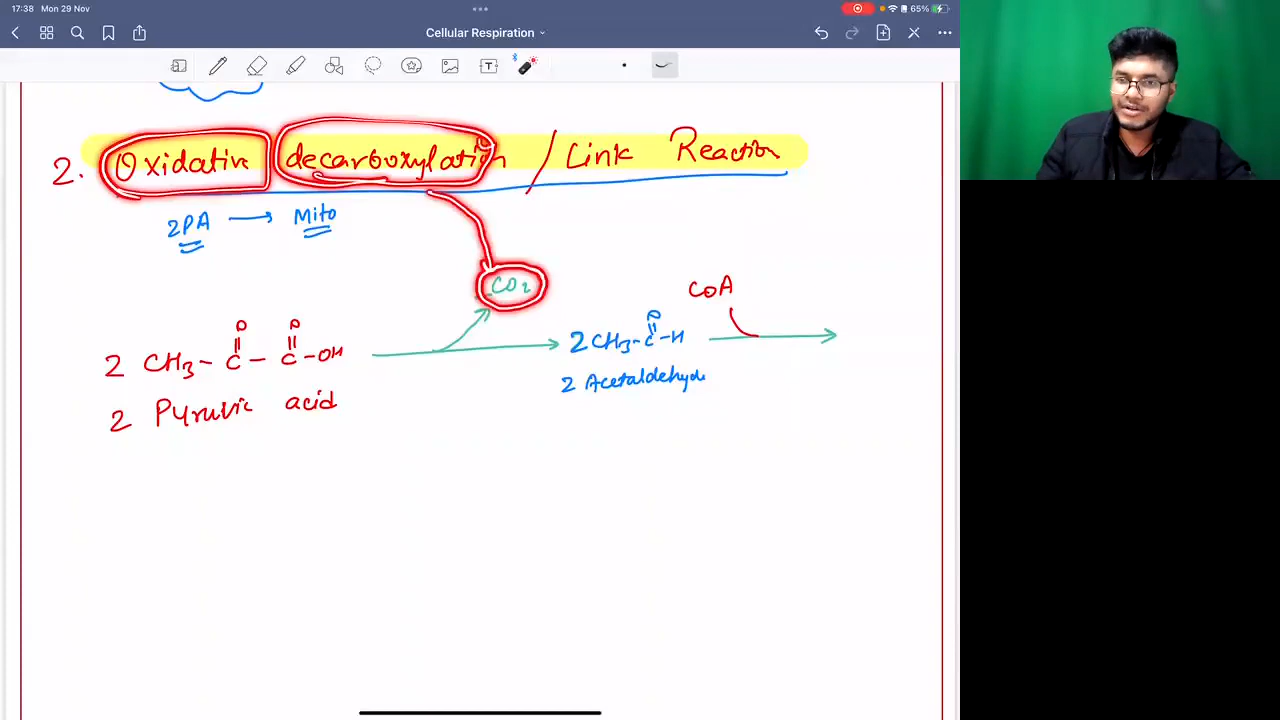 17:38 Mon 29 Nov
65%
Cellular Respiration
2. Oxidative decarboxylation / Link Reaction
2PA → Mito
CO2
CoA
2 CH3-C-C-OH
O O
2 CH3-C-H
O
2 Pyruvic acid
2 Acetaldehyde